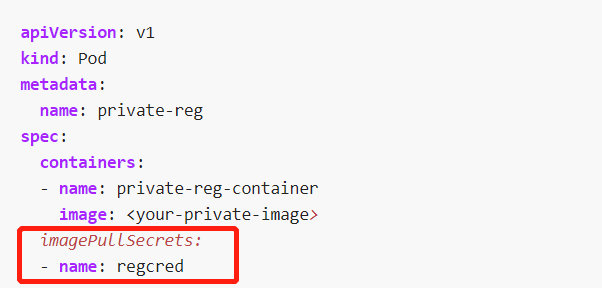 apiVersion: v1
kind: Pod
metadata:
  name: private-reg
spec:
  containers:
  - name: private-reg-container
    image: <your-private-image>
  imagePullSecrets:
  - name: regcred